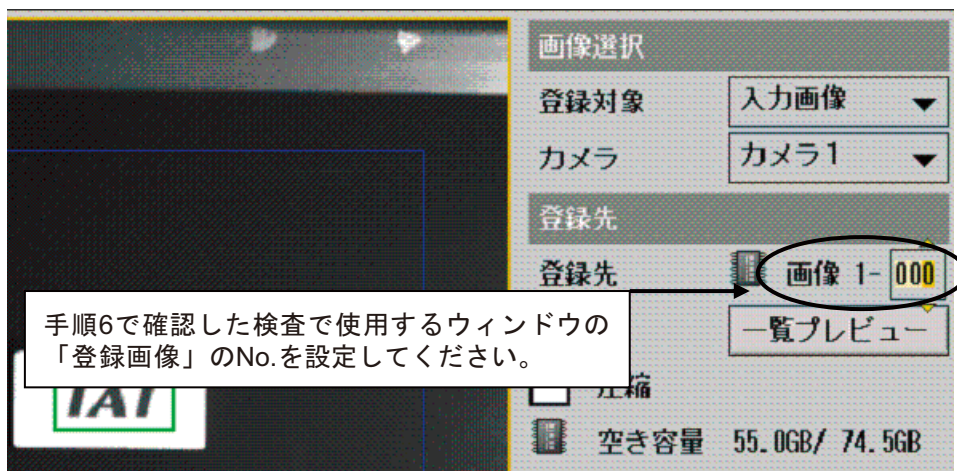 画像選択
登録対象 入力画像
カメラ カメラ1
登録先
登録先 画像 1- 000
一覧プレビュー
手順6で確認した検査で使用するウィンドウの
「登録画像」のNo.を設定してください。
圧縮
IAI
空き容量 55.0GB/ 74.5GB